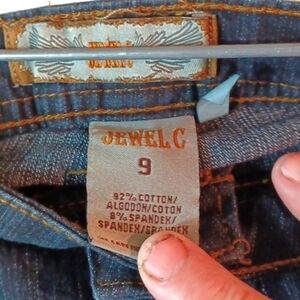 JEWEL C
9
92% COTTON/
ALGODON/COTON
8% SPANDEX/
SPANDEX/SPANDEX